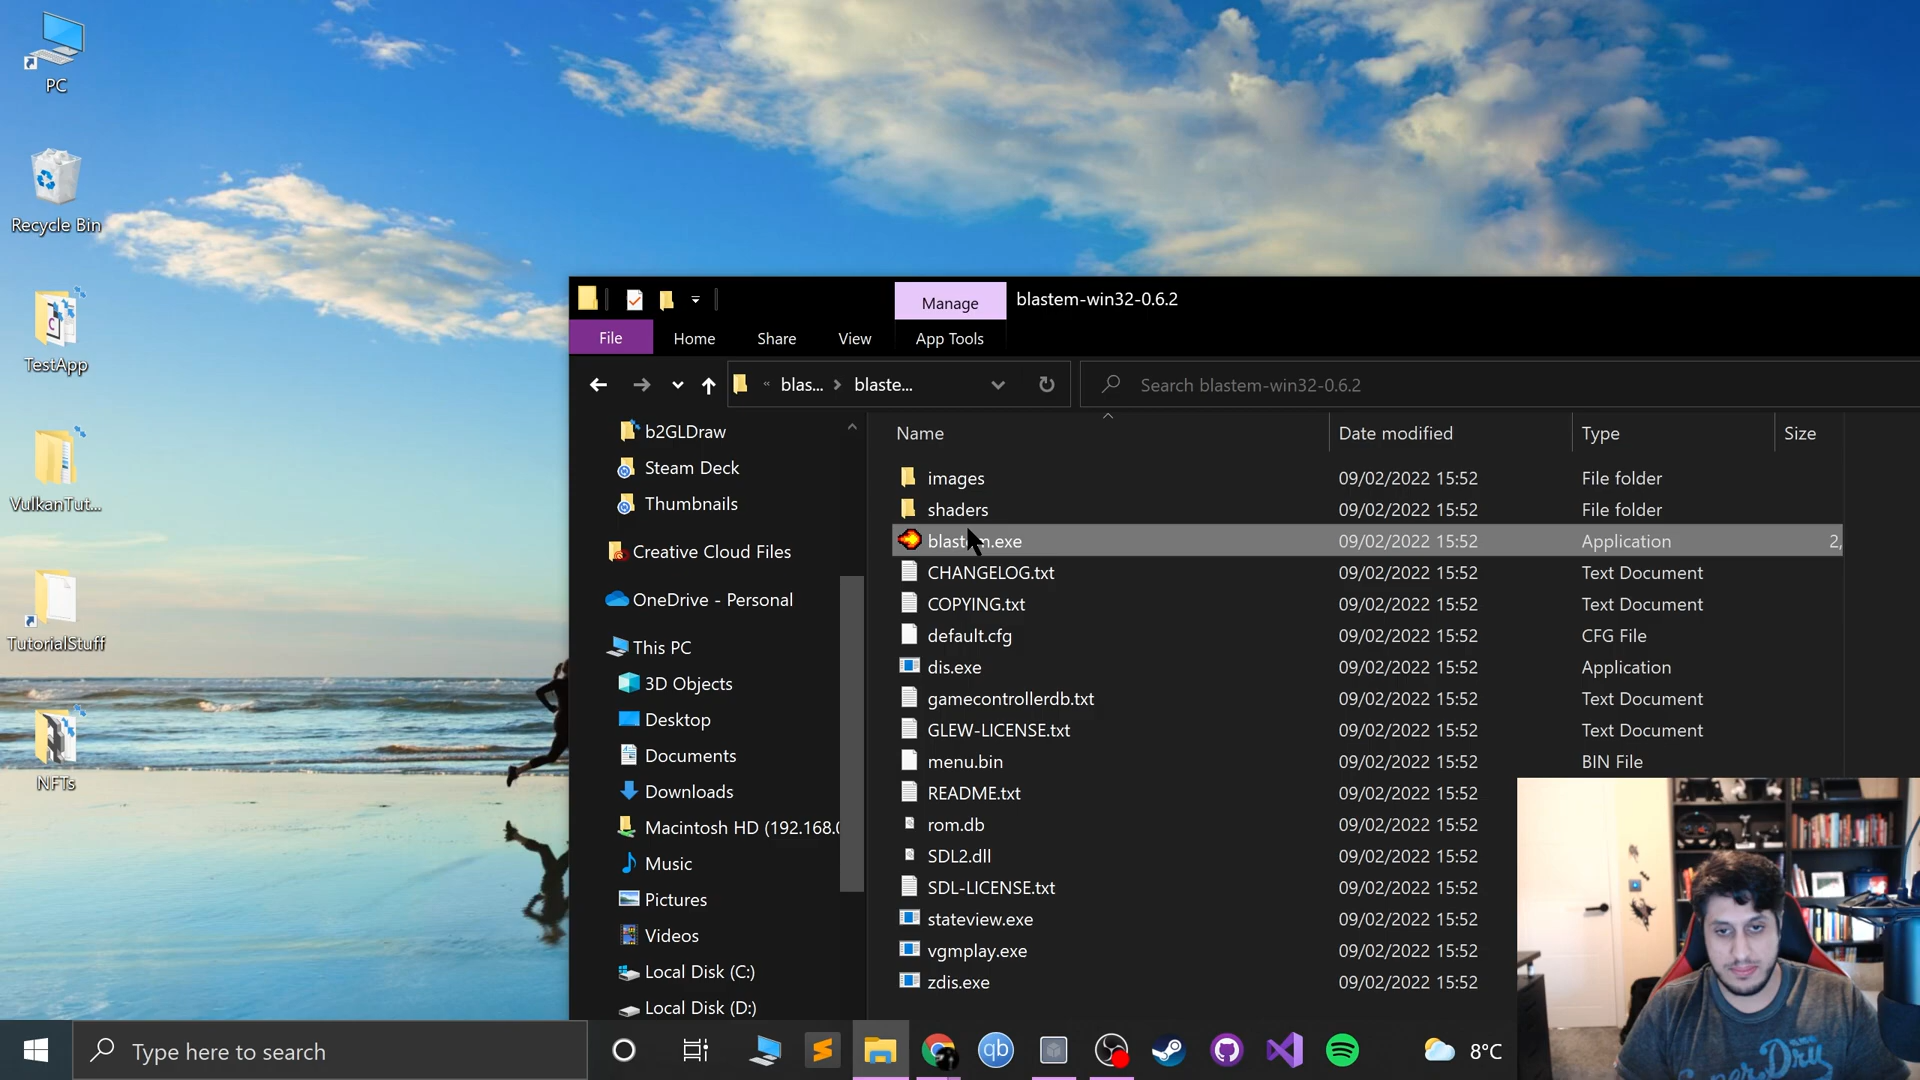 PC
Recycle Bin
TestApp
VulkanTut...
TutorialStuff
NFTs
Manage
blastem-win32-0.6.2
File
Home
Share
View
App Tools
« blas... > blaste...
Search blastem-win32-0.6.2
b2GLDraw
Steam Deck
Thumbnails
Creative Cloud Files
OneDrive - Personal
This PC
3D Objects
Desktop
Documents
Downloads
Macintosh HD (192.168.0
Music
Pictures
Videos
Local Disk (C:)
Local Disk (D:)
Name Date modified Type Size
images 09/02/2022 15:52 File folder
shaders 09/02/2022 15:52 File folder
blastem.exe 09/02/2022 15:52 Application 2,
CHANGELOG.txt 09/02/2022 15:52 Text Document
COPYING.txt 09/02/2022 15:52 Text Document
default.cfg 09/02/2022 15:52 CFG File
dis.exe 09/02/2022 15:52 Application
gamecontrollerdb.txt 09/02/2022 15:52 Text Document
GLEW-LICENSE.txt 09/02/2022 15:52 Text Document
menu.bin 09/02/2022 15:52 BIN File
README.txt 09/02/2022 15:52
rom.db 09/02/2022 15:52
SDL2.dll 09/02/2022 15:52
SDL-LICENSE.txt 09/02/2022 15:52
stateview.exe 09/02/2022 15:52
vgmplay.exe 09/02/2022 15:52
zdis.exe 09/02/2022 15:52
Type here to search
qb
8°C